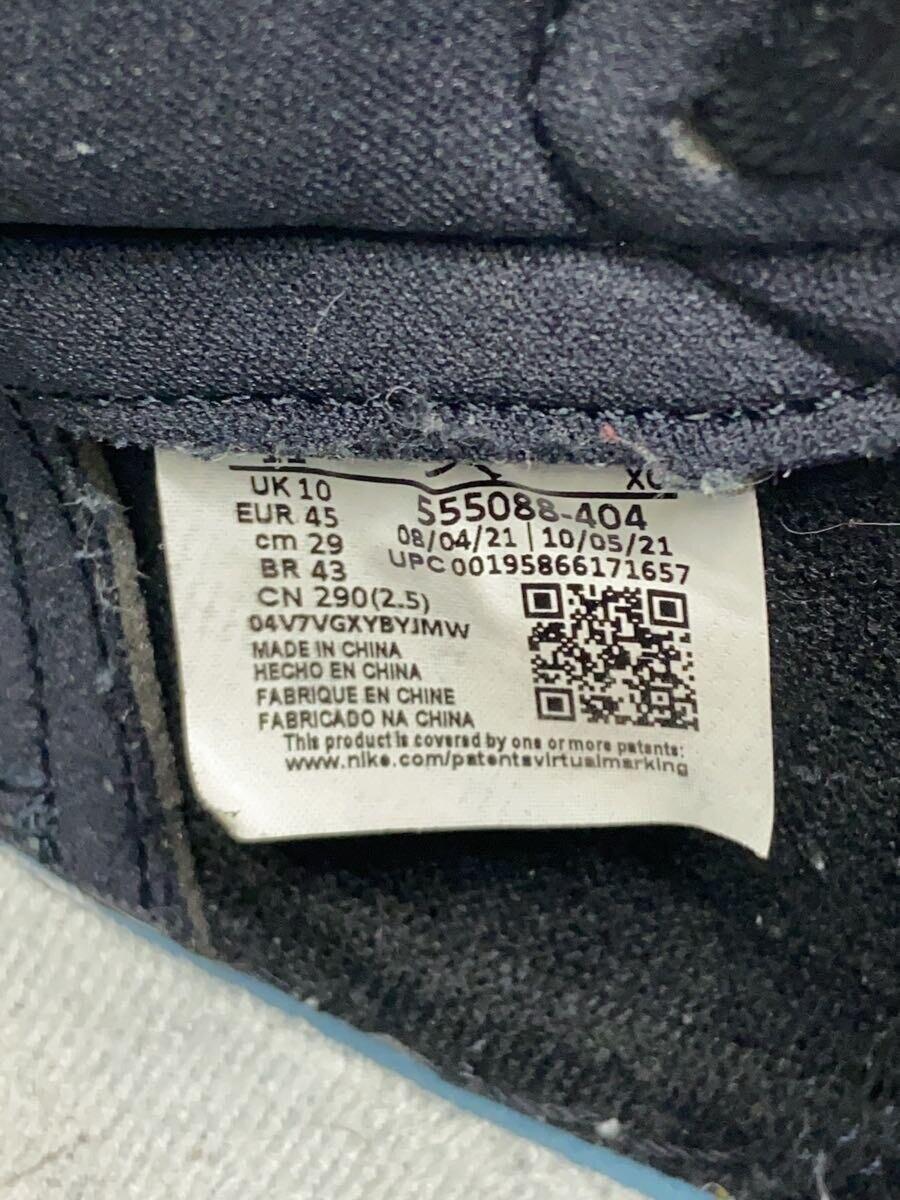 UK 10
EUR 45
cm 29
BR 43
CN 290(2.5)
04V7VGXYBYJMW
555088-404
08/04/21 | 10/05/21
UPC 00195866171657
MADE IN CHINA
HECHO EN CHINA
FABRIQUE EN CHINE
FABRICADO NA CHINA
This product is covered by one or more patents:
www.nike.com/patentsvirtualmarking